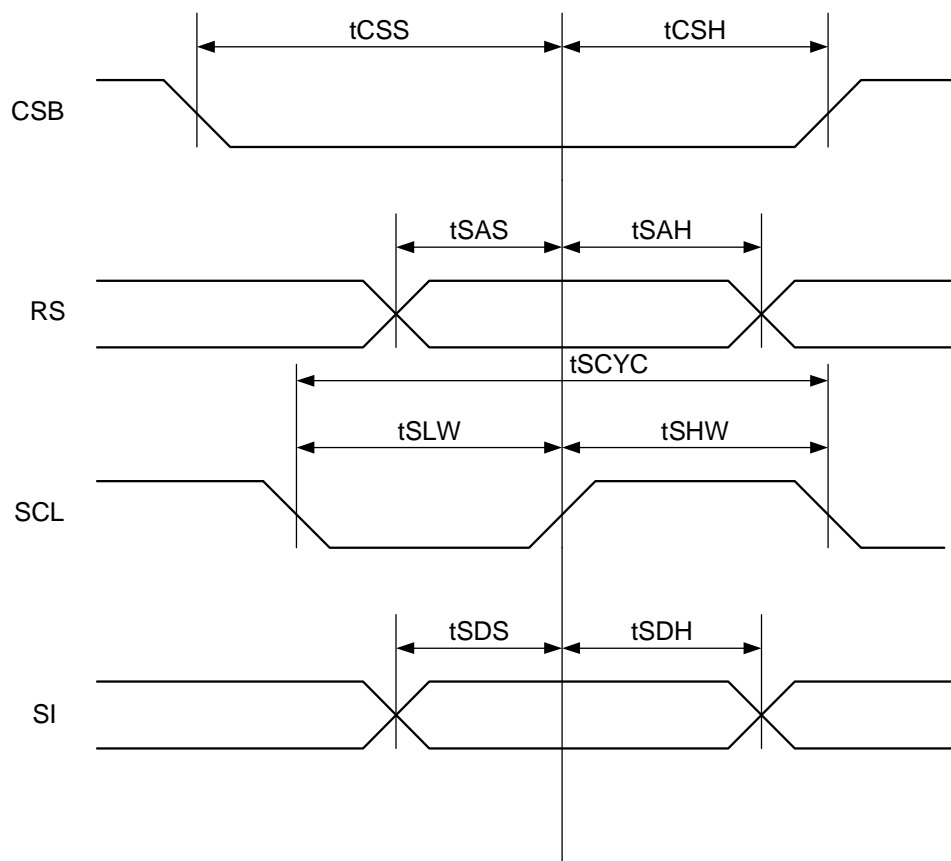 tCSS tCSH
CSB
tSAS tSAH
RS
tSCYC
tSLW tSHW
SCL
tSDS tSDH
SI